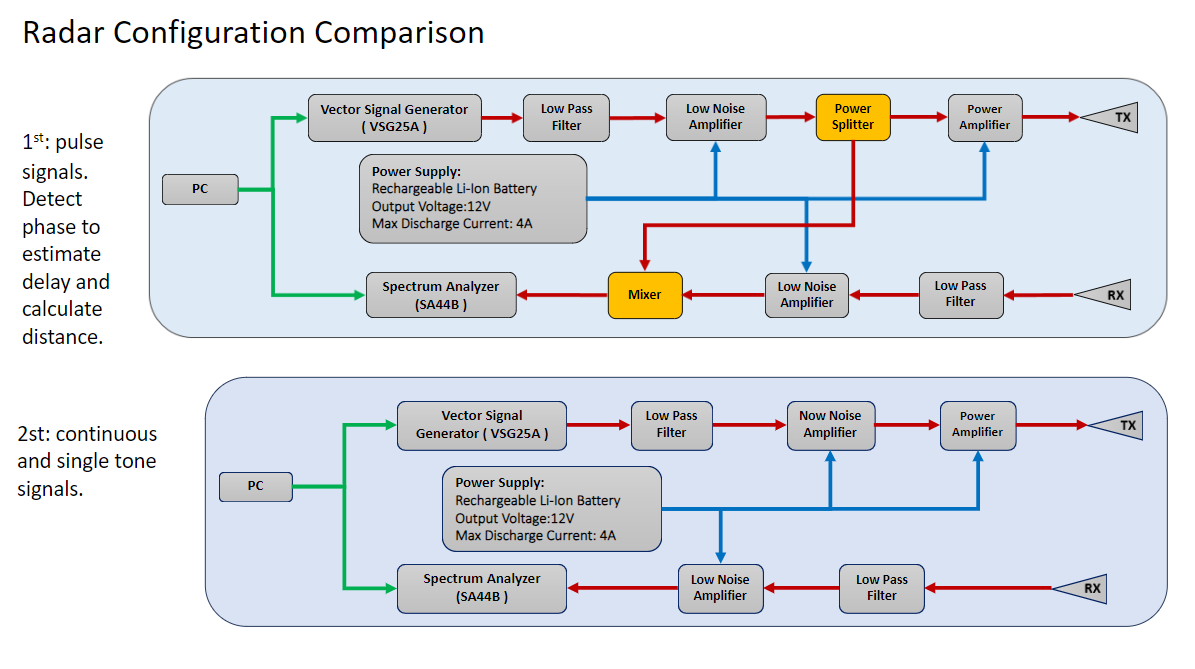 Radar Configuration Comparison
1st: pulse
signals.
Detect
phase to
estimate
delay and
calculate
distance.
PC
Vector Signal Generator
( VSG25A )
Low Pass
Filter
Low Noise
Amplifier
Power
Splitter
Power
Amplifier
TX
Power Supply:
Rechargeable Li-Ion Battery
Output Voltage:12V
Max Discharge Current: 4A
Spectrum Analyzer
(SA44B )
Mixer
Low Noise
Amplifier
Low Pass
Filter
RX
2st: continuous
and single tone
signals.
PC
Vector Signal
Generator ( VSG25A )
Low Pass
Filter
Now Noise
Amplifier
Power
Amplifier
TX
Power Supply:
Rechargeable Li-Ion Battery
Output Voltage:12V
Max Discharge Current: 4A
Spectrum Analyzer
(SA44B )
Low Noise
Amplifier
Low Pass
Filter
RX